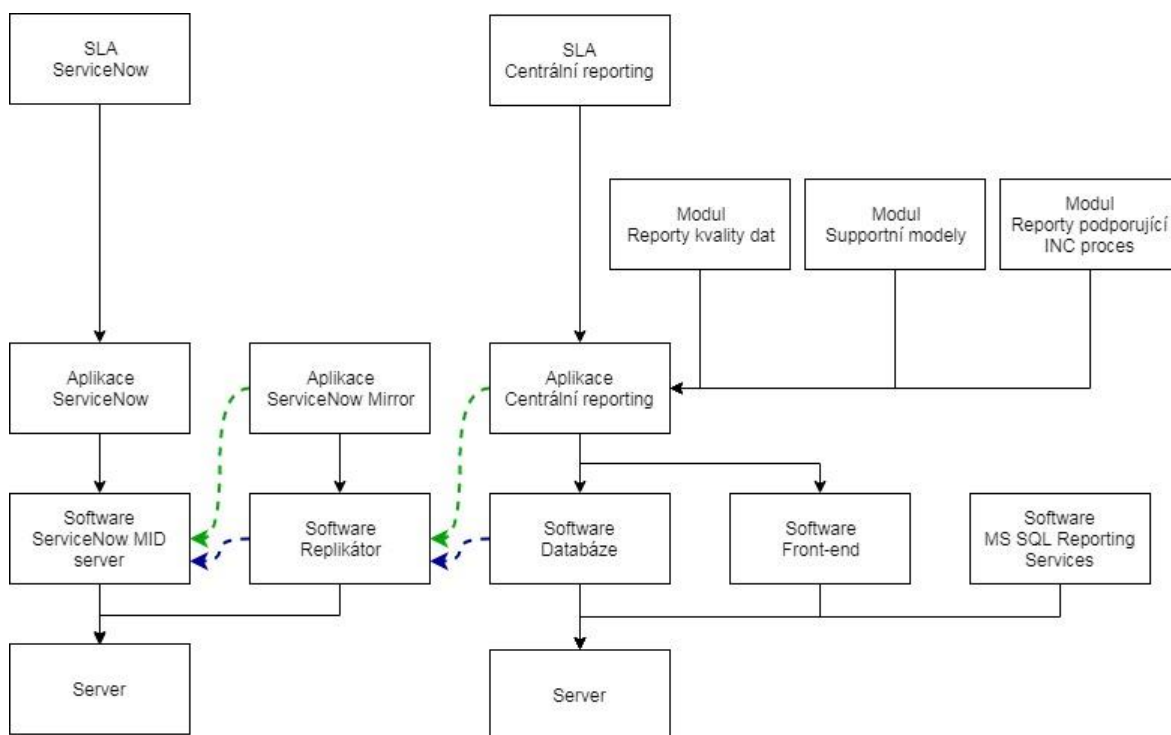 SLA
ServiceNow
SLA
Centrální reporting
Modul
Reporty kvality dat
Modul
Supportní modely
Modul
Reporty podporující
INC proces
Aplikace
ServiceNow
Aplikace
ServiceNow Mirror
Aplikace
Centrální reporting
Software
ServiceNow MID
server
Software
Replikátor
Software
Databáze
Software
Front-end
Software
MS SQL Reporting
Services
Server
Server